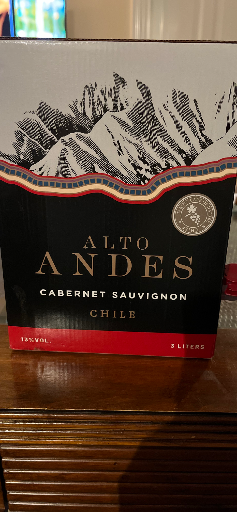 ALTO
ANDES
CABERNET SAUVIGNON
CHILE
13%VOL.
3 LITERS